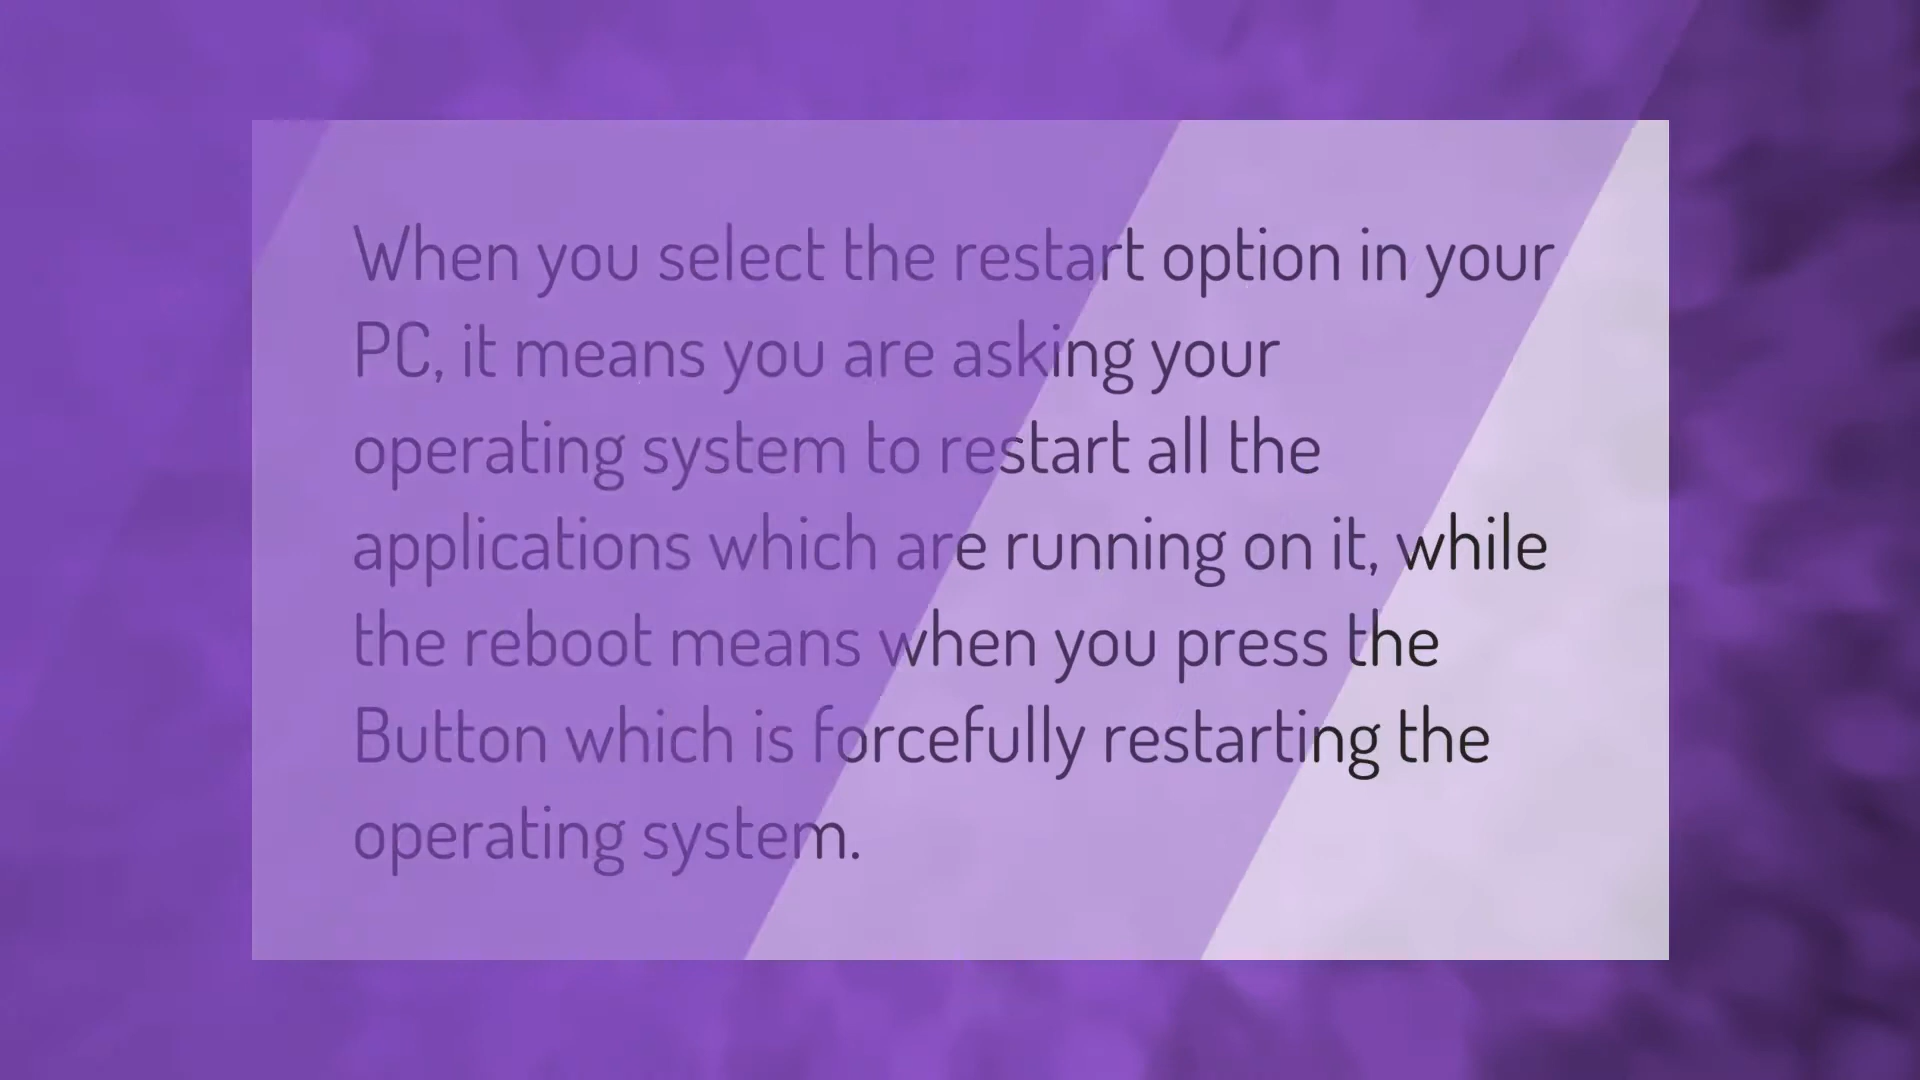 When you select the restart option in your
PC, it means you are asking your
operating system to restart all the
applications which are running on it, while
the reboot means when you press the
Button which is forcefully restarting the
operating system.